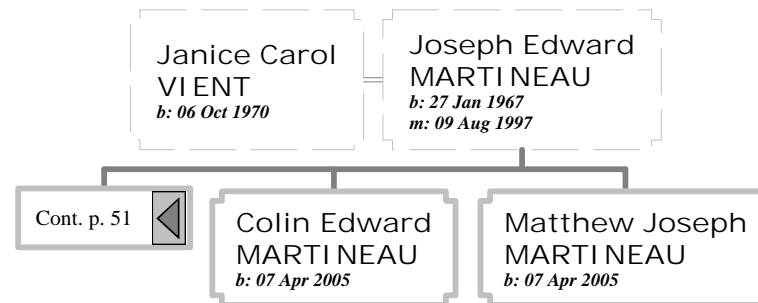 Janice Carol
VIENT
b: 06 Oct 1970
Joseph Edward
MARTINEAU
b: 27 Jan 1967
m: 09 Aug 1997
Cont. p. 51
Colin Edward
MARTINEAU
b: 07 Apr 2005
Matthew Joseph
MARTINEAU
b: 07 Apr 2005